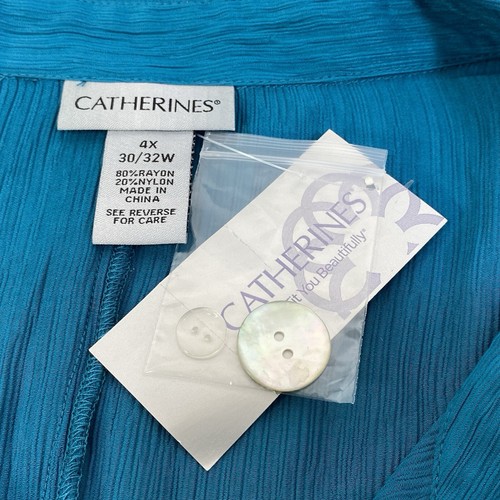 CATHERINES®
4X
30/32W
80%RAYON
20%NYLON
MADE IN
CHINA
SEE REVERSE
FOR CARE
CATHERINES®
Fit You Beautifully®